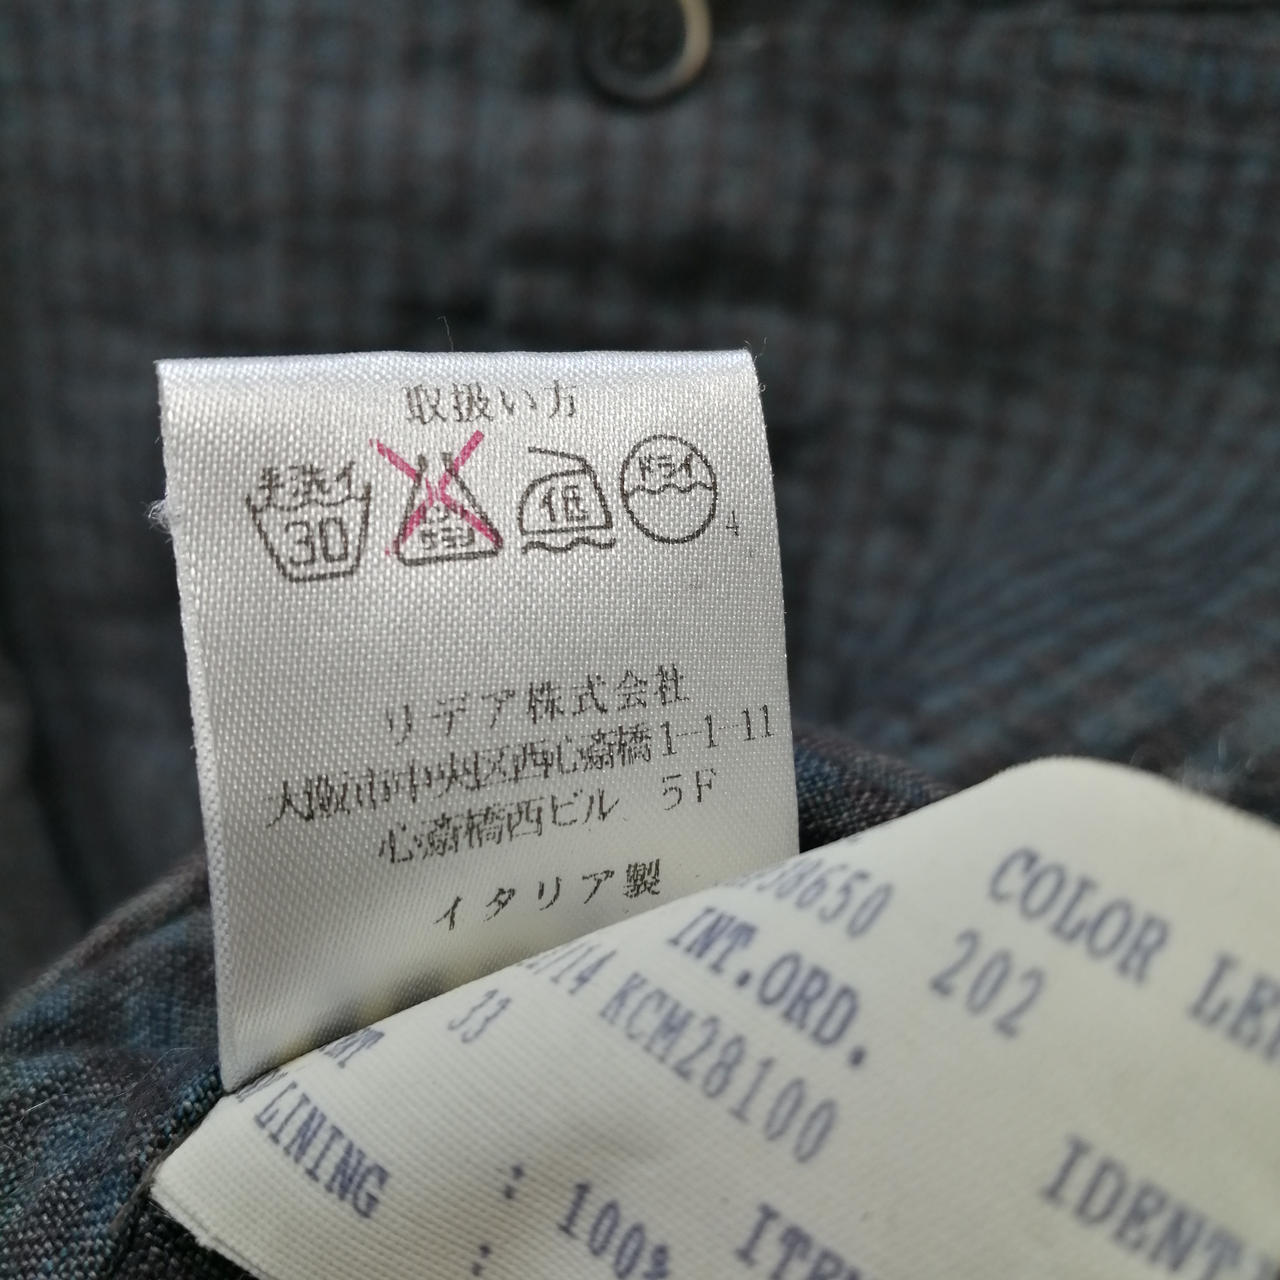 取扱い方
手洗イ ドライ
30 エンソサラシ 低 4
リデア株式会社
大阪市中央区西心斎橋1-1-11
心斎橋西ビル 5F
イタリア製
COLOR
38650 202
INT.ORD.
/14 KCM28100
33
LINING : 100%
: